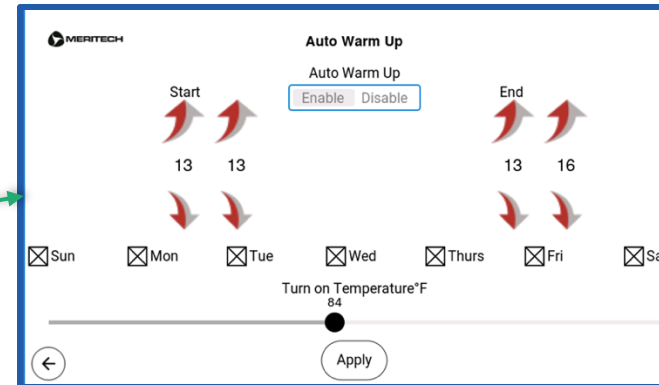 MERITECH
Auto Warm Up
Auto Warm Up
Enable Disable
Start End
13 13 13 16
Sun Mon Tue Wed Thurs Fri Sa
Turn on Temperature°F
84
Apply